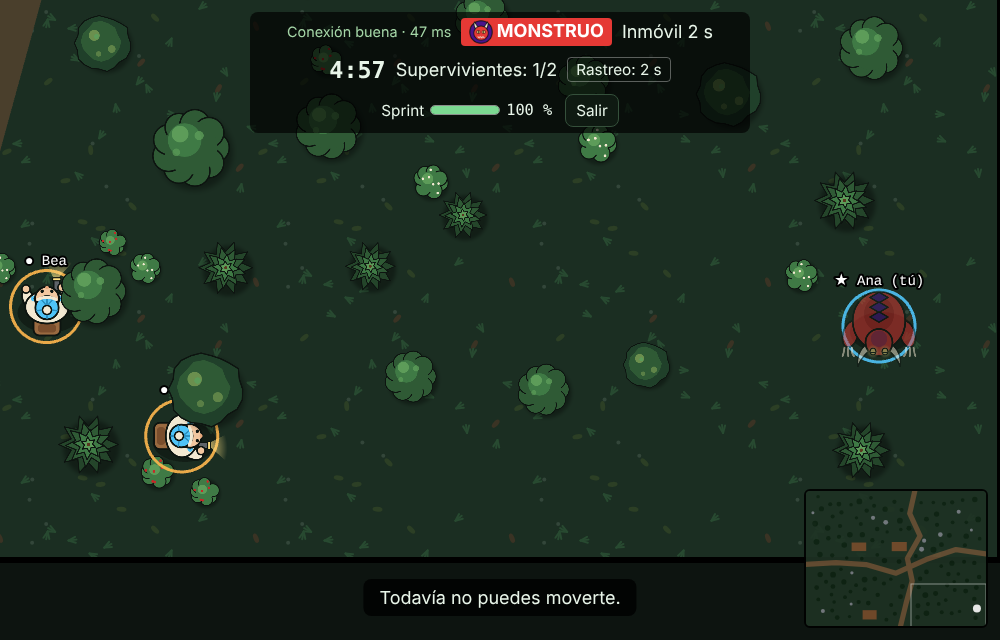 Conexión buena · 47 ms MONSTRUO Inmóvil 2 s
4:57 Supervivientes: 1/2 Rastreo: 2 s
Sprint 100 % Salir
Bea
★ Ana (tú)
Todavía no puedes moverte.